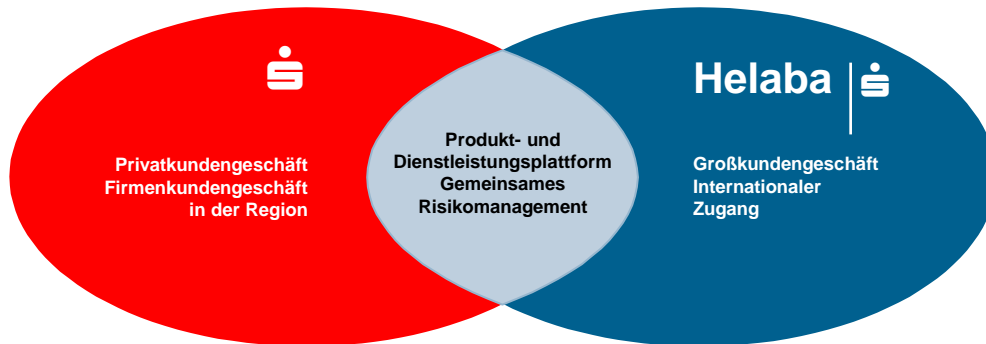 Privatkundengeschäft
Firmenkundengeschäft
in der Region
Produkt- und
Dienstleistungsplattform
Gemeinsames
Risikomanagement
Helaba
Großkundengeschäft
Internationaler
Zugang